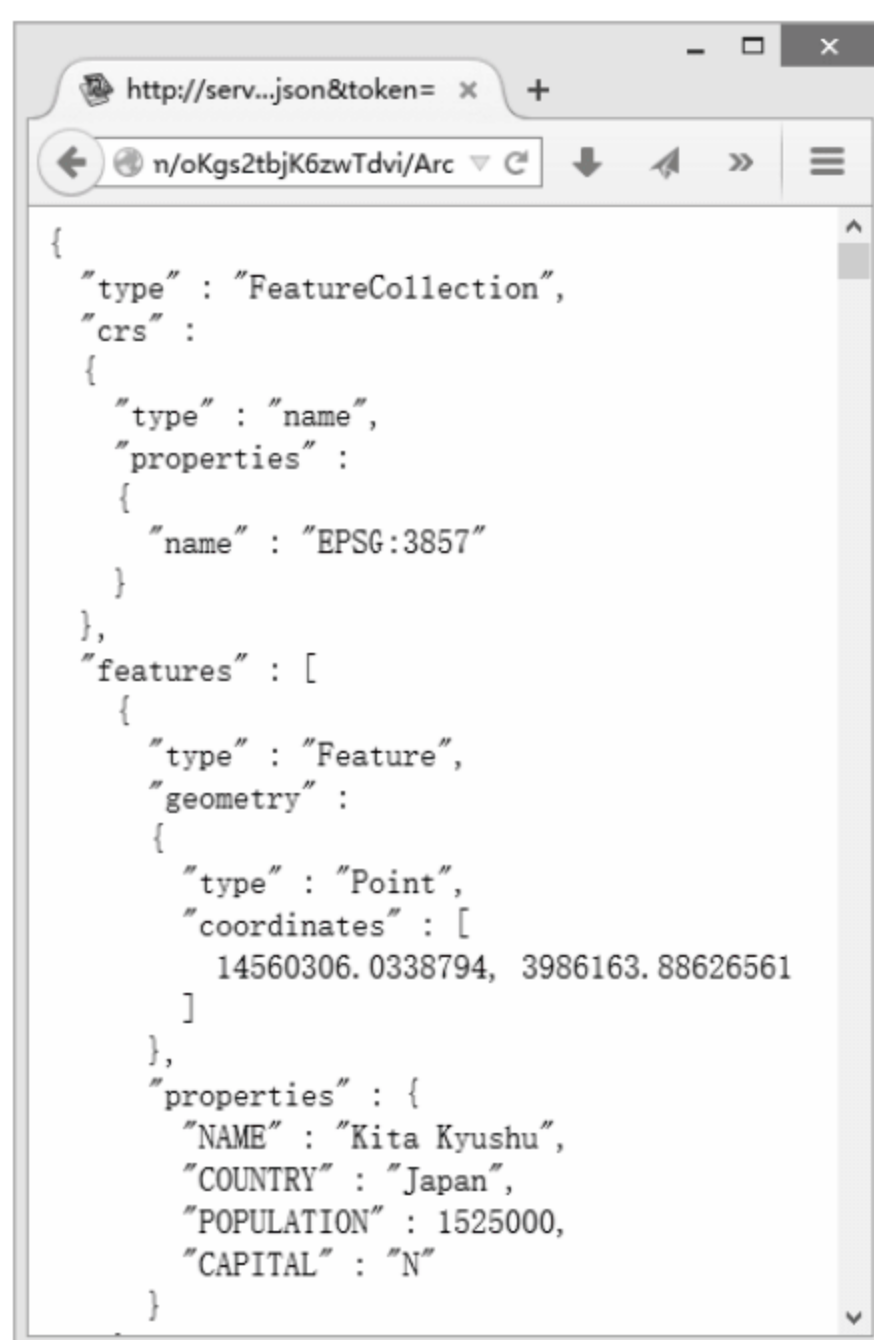 http://serv...json&token=
n/oKgs2tbjK6zwTdvi/Arc
{
"type" : "FeatureCollection",
"crs" :
{
"type" : "name",
"properties" :
{
"name" : "EPSG:3857"
}
},
"features" : [
{
"type" : "Feature",
"geometry" :
{
"type" : "Point",
"coordinates" : [
14560306.0338794, 3986163.88626561
]
},
"properties" : {
"NAME" : "Kita Kyushu",
"COUNTRY" : "Japan",
"POPULATION" : 1525000,
"CAPITAL" : "N"
}